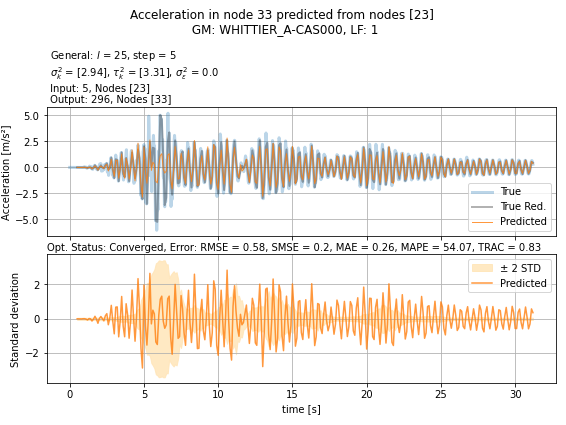 Acceleration in node 33 predicted from nodes [23]
GM: WHITTIER_A-CAS000, LF: 1
General: l = 25, step = 5
σ²ₖ = [2.94], τ²ₖ = [3.31], σ²ε = 0.0
Input: 5, Nodes [23]
Output: 296, Nodes [33]
Acceleration [m/s²]
5.0
2.5
0.0
−2.5
−5.0
True
True Red.
Predicted
Opt. Status: Converged, Error: RMSE = 0.58, SMSE = 0.2, MAE = 0.26, MAPE = 54.07, TRAC = 0.83
Standard deviation
2
0
−2
± 2 STD
Predicted
0
5
10
15
20
25
30
time [s]